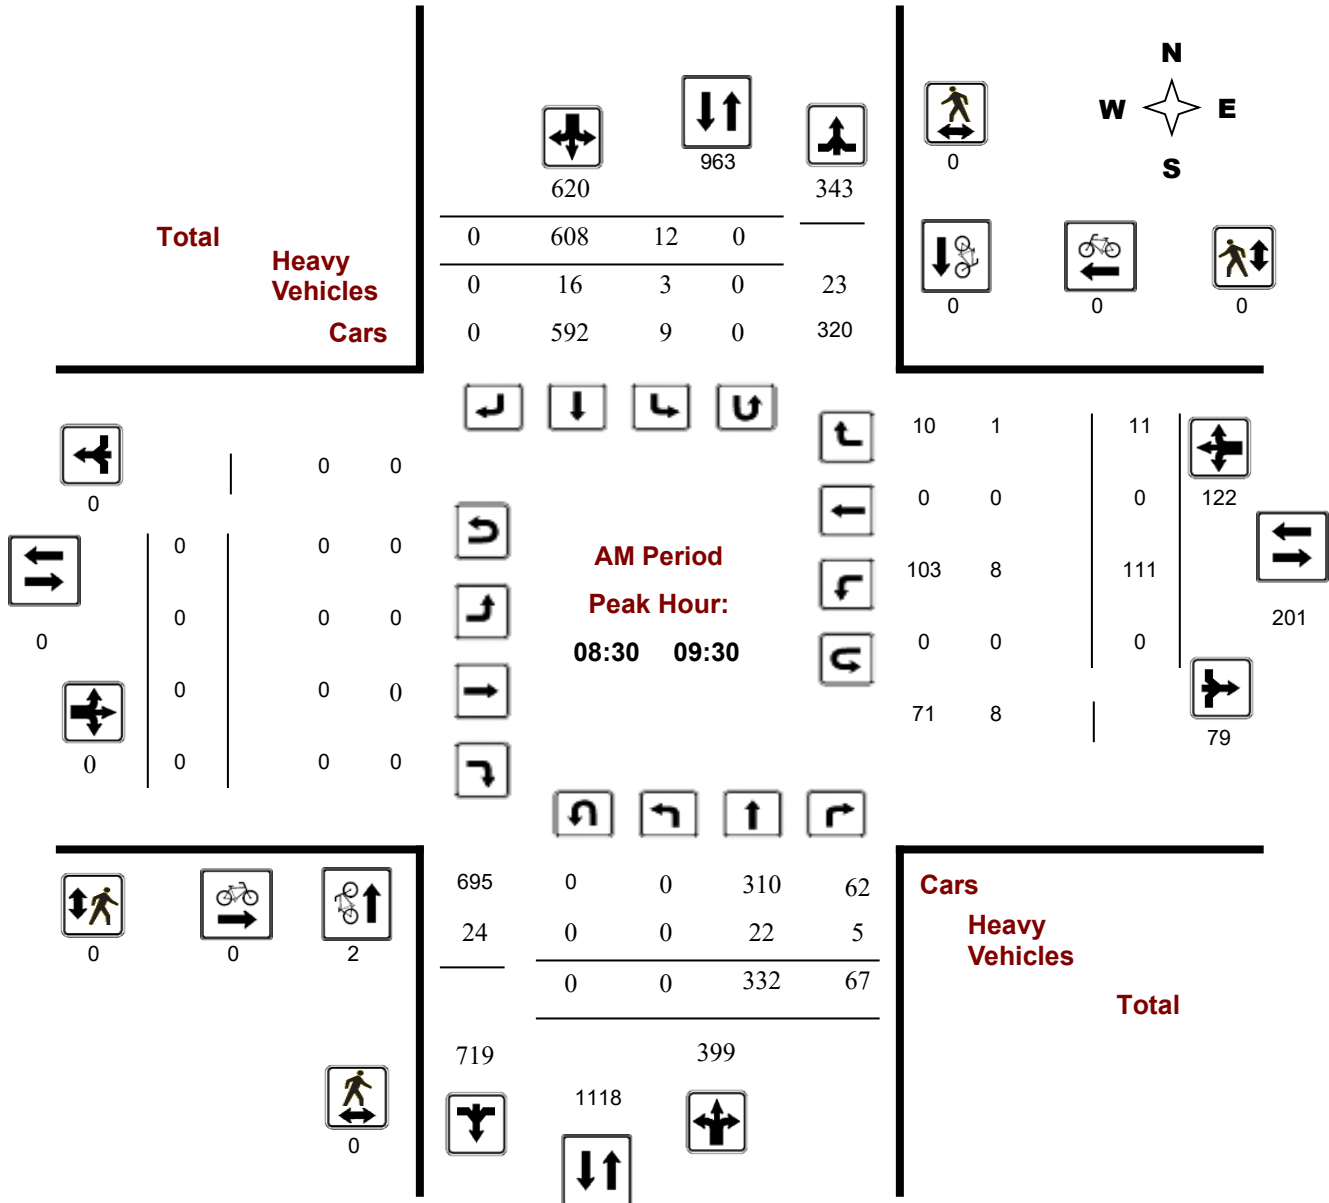 N
W E
S
963
0
620 343
Total 0 608 12 0
Heavy
Vehicles 0 16 3 0 23
Cars 0 592 9 0 320
0 0 0
10 1 11
0 0
0
0 0 0 122
0 0 0
AM Period
103 8 111
Peak Hour:
0 0 0
201
0
08:30 09:30
0 0 0
0 0 0
71 8
79
0
0 0 0
695 0 0 310 62
Cars
24 0 0 22 5
Heavy
Vehicles
0 0 2
0 0 332 67
Total
719 399
1118
0